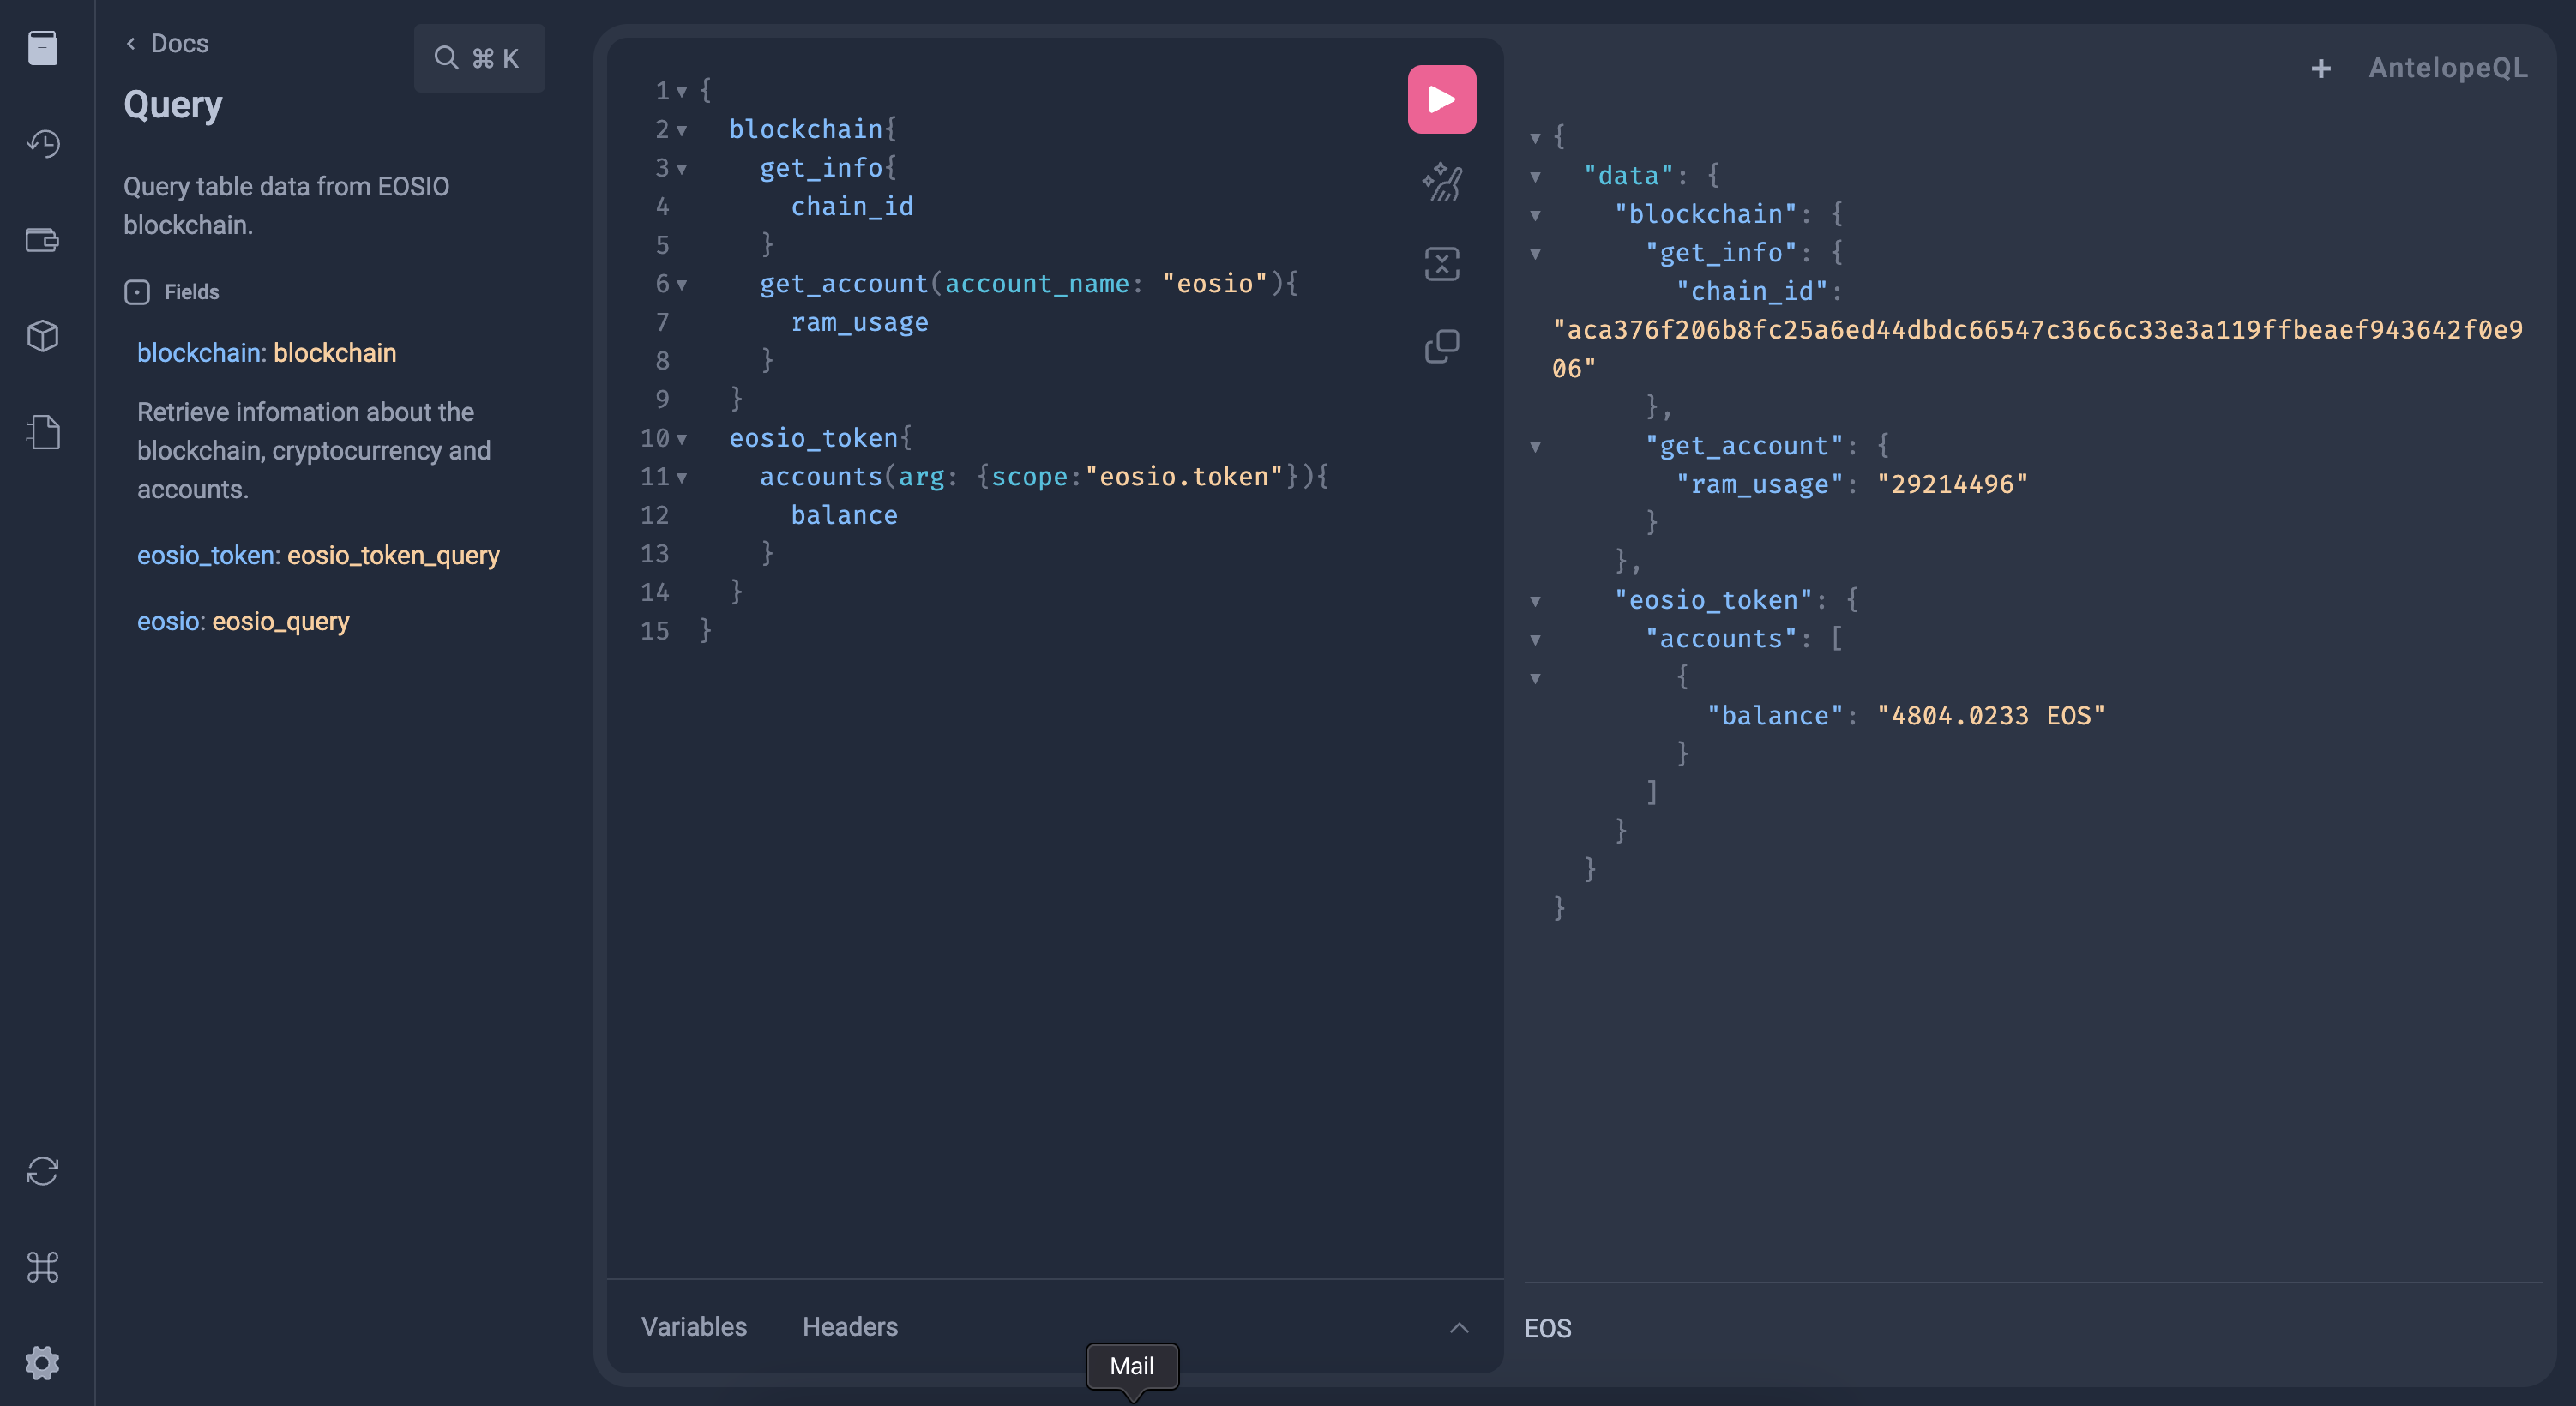 Docs
⌘ K
Query
Query table data from EOSIO
blockchain.
Fields
blockchain: blockchain
Retrieve infomation about the
blockchain, cryptocurrency and
accounts.
eosio_token: eosio_token_query
eosio: eosio_query
1 {
2 blockchain{
3 get_info{
4 chain_id
5 }
6 get_account(account_name: "eosio"){
7 ram_usage
8 }
9 }
10 eosio_token{
11 accounts(arg: {scope:"eosio.token"}){
12 balance
13 }
14 }
15 }
Variables Headers
Mail
+ AntelopeQL
{
"data": {
"blockchain": {
"get_info": {
"chain_id":
"aca376f206b8fc25a6ed44dbdc66547c36c6c33e3a119ffbeaef943642f0e9
06"
},
"get_account": {
"ram_usage": "29214496"
}
},
"eosio_token": {
"accounts": [
{
"balance": "4804.0233 EOS"
}
]
}
}
}
EOS